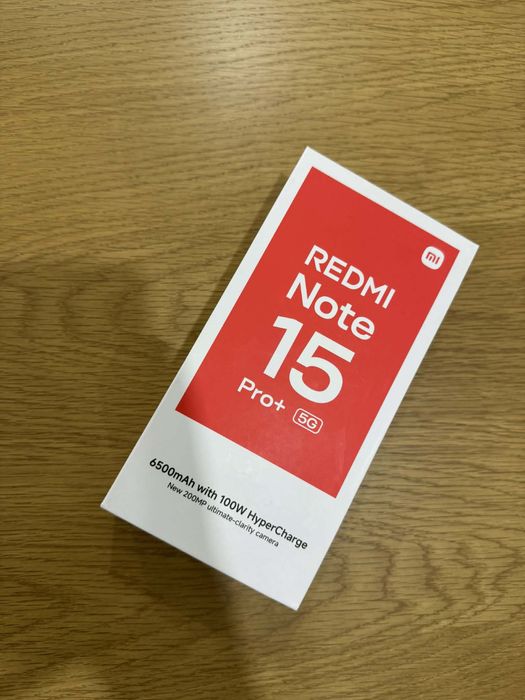 mi
REDMI
Note
15
Pro+ 5G
6500mAh with 100W HyperCharge
New 200MP ultimate-clarity camera